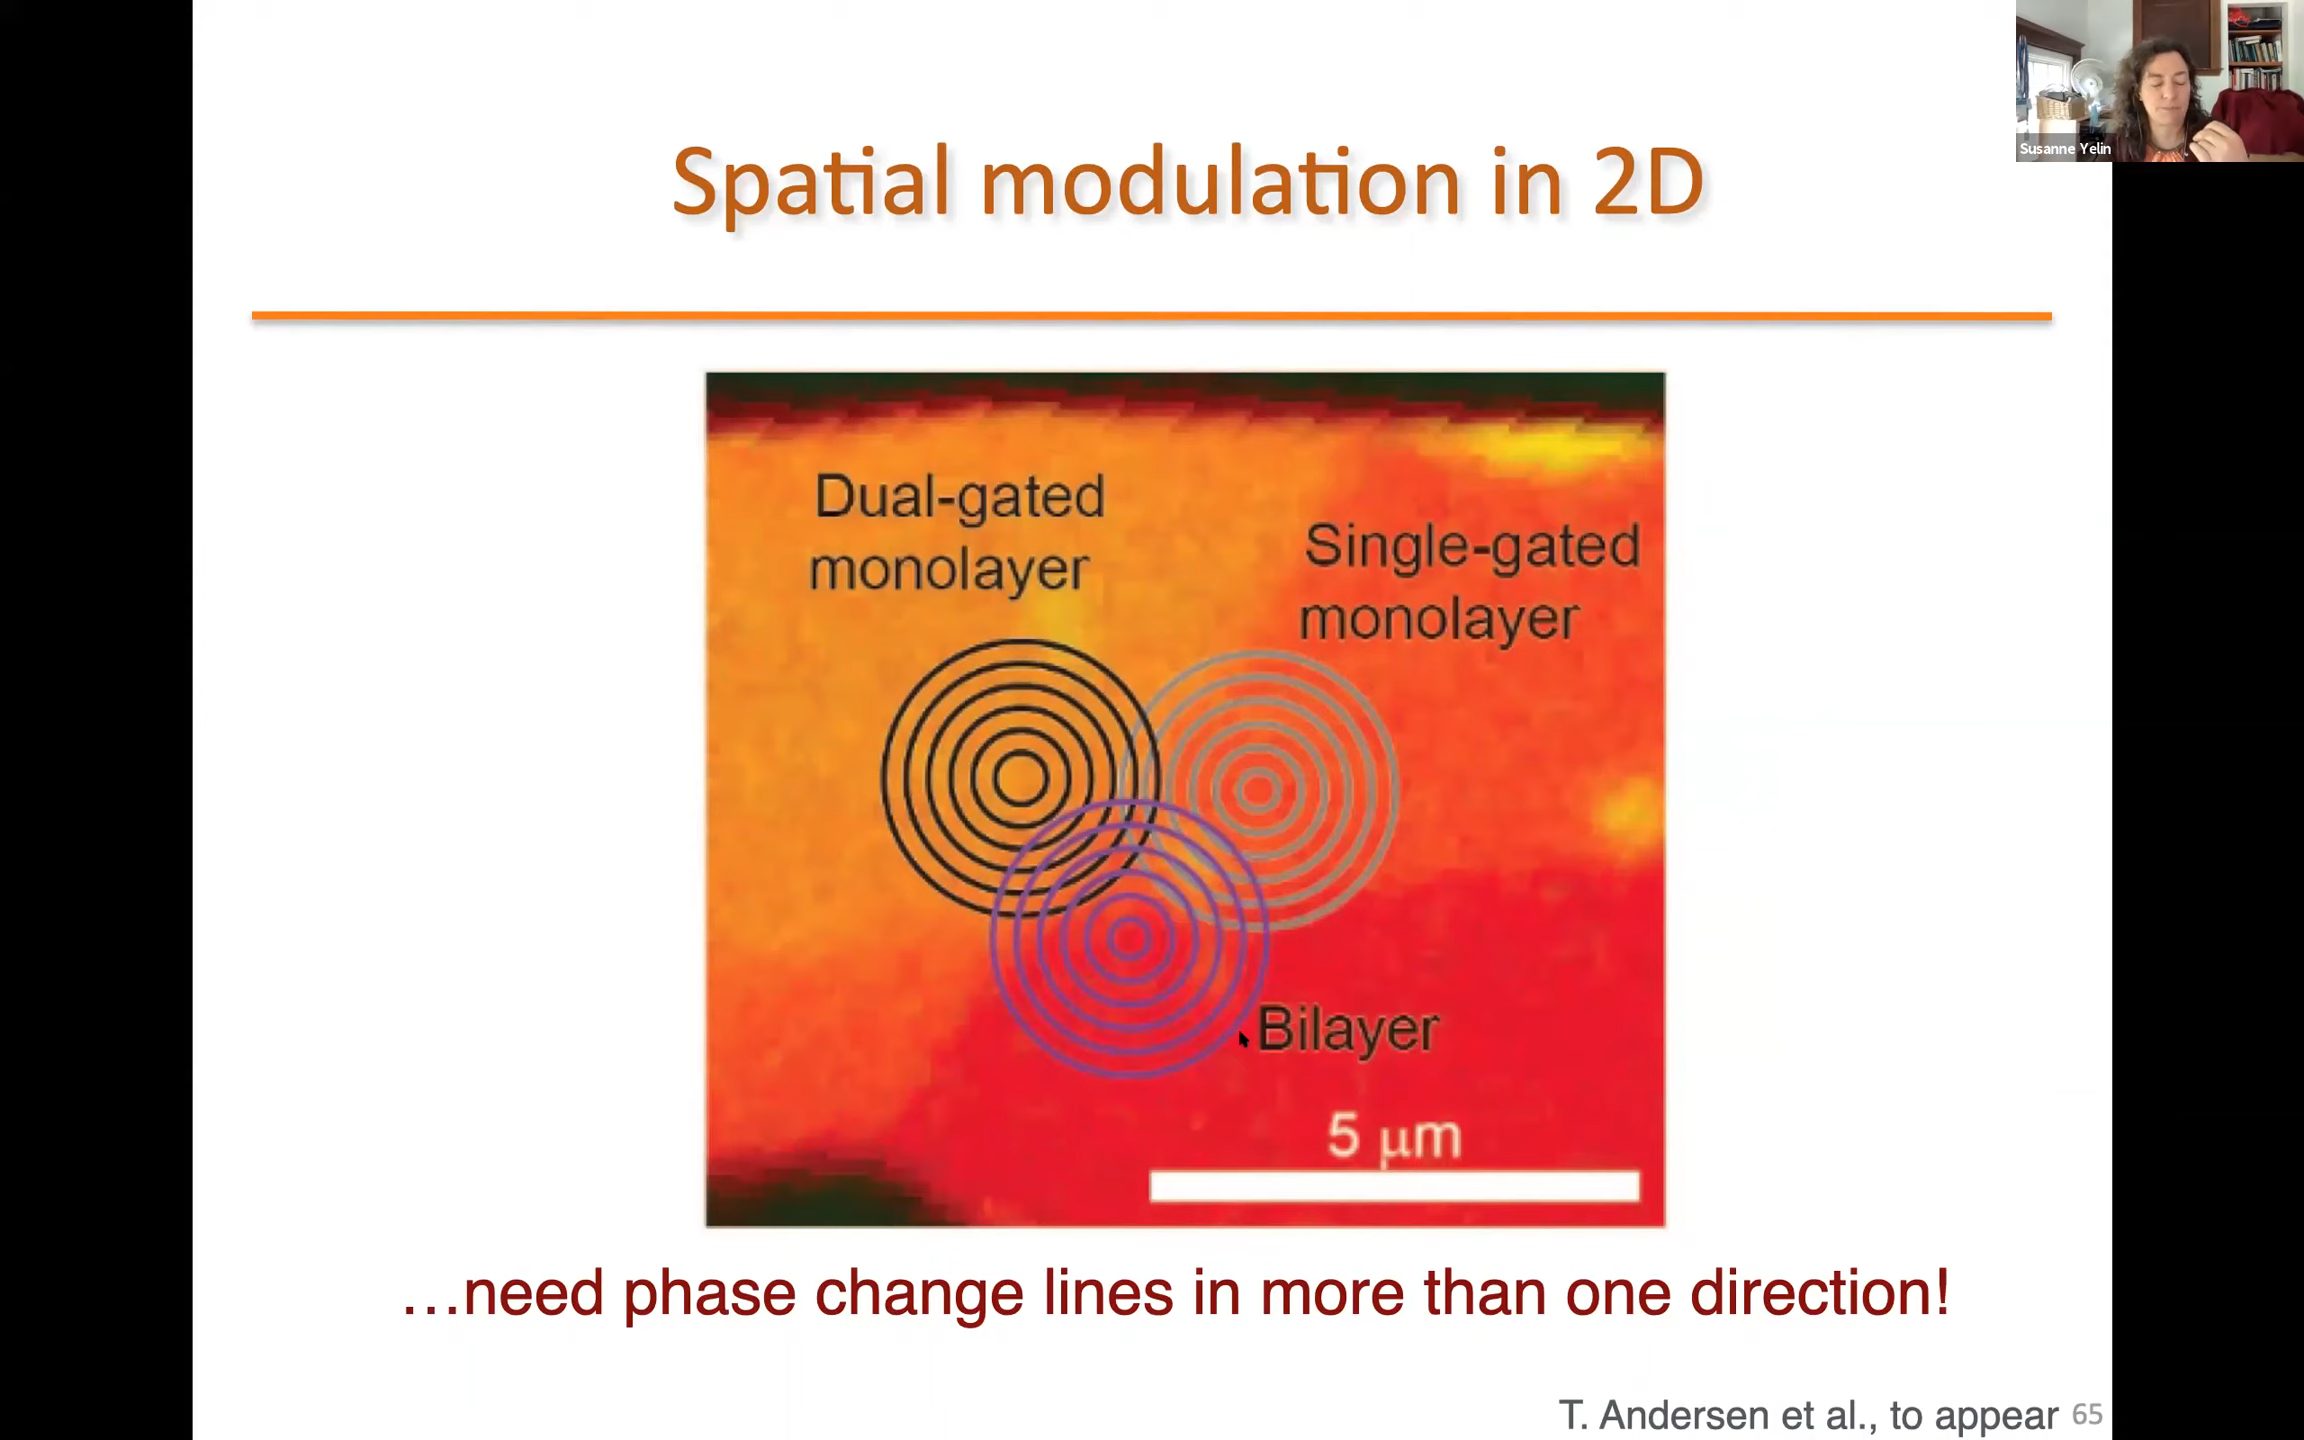 Susanne Yelin
Spatial modulation in 2D
Dual-gated
monolayer
Single-gated
monolayer
Bilayer
5 μm
...need phase change lines in more than one direction!
T. Andersen et al., to appear 65